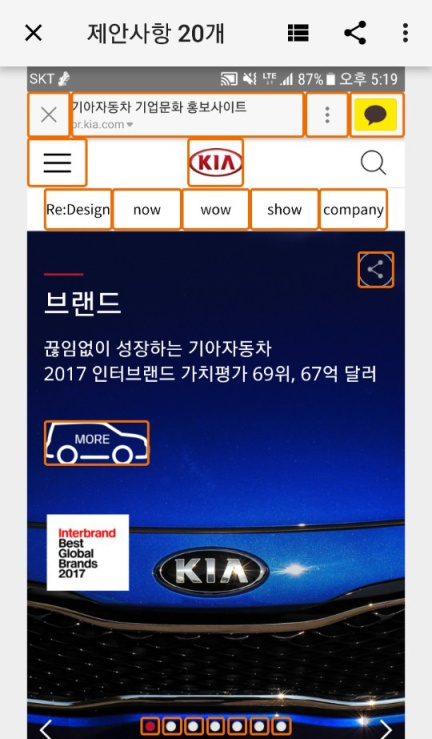 제안사항 20개
SKT LTE 87% 오후 5:19
기아자동차 기업문화 홍보사이트
pr.kia.com
KIA
Re:Design now wow show company
브랜드
끊임없이 성장하는 기아자동차
2017 인터브랜드 가치평가 69위, 67억 달러
MORE
Interbrand
Best
Global
Brands
2017
KIA